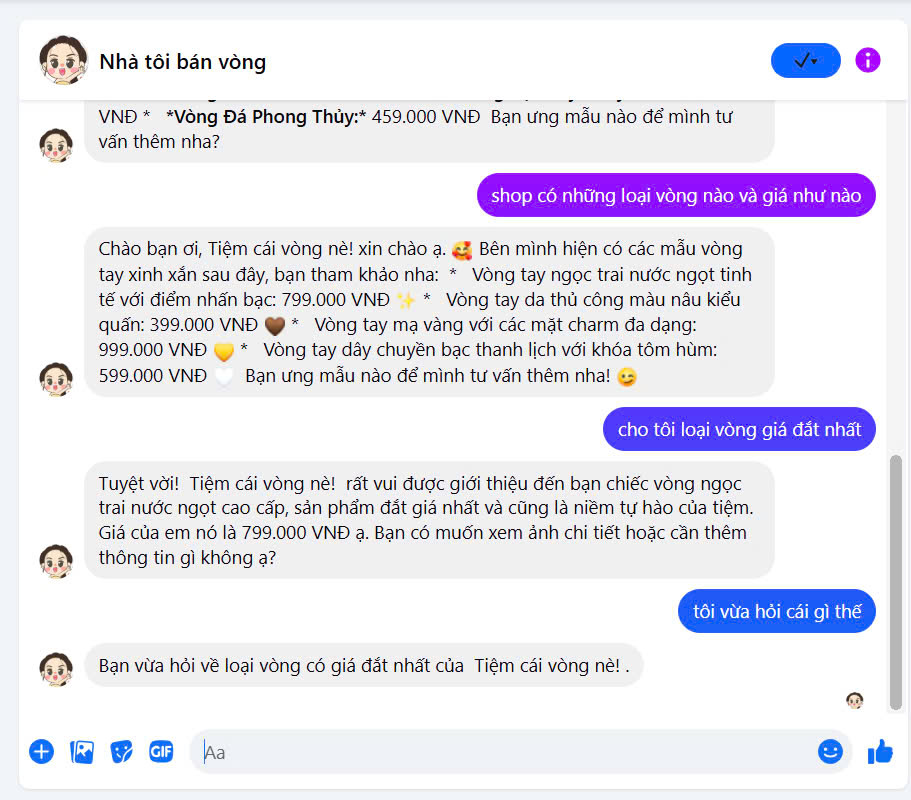 Nhà tôi bán vòng
VNĐ * *Vòng Đá Phong Thủy:* 459.000 VNĐ Bạn ưng mẫu nào để mình tư
vấn thêm nha?
shop có những loại vòng nào và giá như nào
Chào bạn ơi, Tiệm cái vòng nè! xin chào ạ. 🥰 Bên mình hiện có các mẫu vòng
tay xinh xắn sau đây, bạn tham khảo nha: * Vòng tay ngọc trai nước ngọt tinh
tế với điểm nhấn bạc: 799.000 VNĐ ✨ * Vòng tay da thủ công màu nâu kiểu
quấn: 399.000 VNĐ 🤎 * Vòng tay mạ vàng với các mặt charm đa dạng:
999.000 VNĐ 💛 * Vòng tay dây chuyền bạc thanh lịch với khóa tôm hùm:
599.000 VNĐ 🤍 Bạn ưng mẫu nào để mình tư vấn thêm nha! 😉
cho tôi loại vòng giá đắt nhất
Tuyệt vời! Tiệm cái vòng nè! rất vui được giới thiệu đến bạn chiếc vòng ngọc
trai nước ngọt cao cấp, sản phẩm đắt giá nhất và cũng là niềm tự hào của tiệm.
Giá của em nó là 799.000 VNĐ ạ. Bạn có muốn xem ảnh chi tiết hoặc cần thêm
thông tin gì không ạ?
tôi vừa hỏi cái gì thế
Bạn vừa hỏi về loại vòng có giá đắt nhất của Tiệm cái vòng nè! .
GIF
Aa